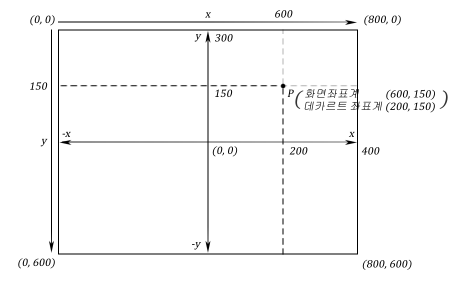 (0, 0) x 600 (800, 0)
y 300
150 150 P 화면좌표계 (600, 150)
데카르트 좌표계 (200, 150)
y -x x
(0, 0) 200 400
-y
(0, 600) (800, 600)